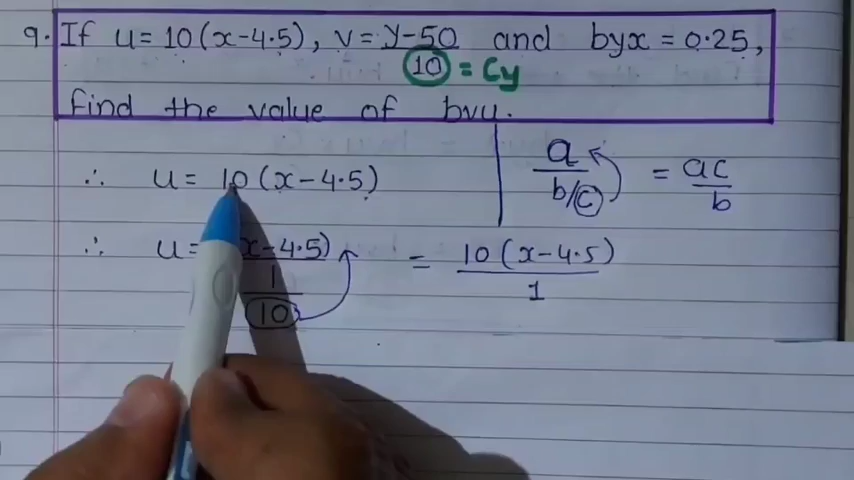 9. If u = 10(x-4.5), v = y-50 and byx = 0.25,
10 = Cy
find the value of bvu.
∴ u = 10(x-4.5)
a = ac
b/c b
∴ u = (x-4.5) = 10(x-4.5)
1 1
10